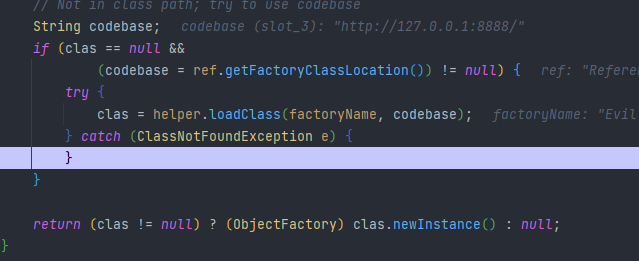 // Not in class path; try to use codebase
String codebase; codebase (slot_3): "http://127.0.0.1:8888/"
if (clas == null &&
(codebase = ref.getFactoryClassLocation()) != null) { ref: "Refere
try {
clas = helper.loadClass(factoryName, codebase); factoryName: "Evil
} catch (ClassNotFoundException e) {
}
}
return (clas != null) ? (ObjectFactory) clas.newInstance() : null;
}